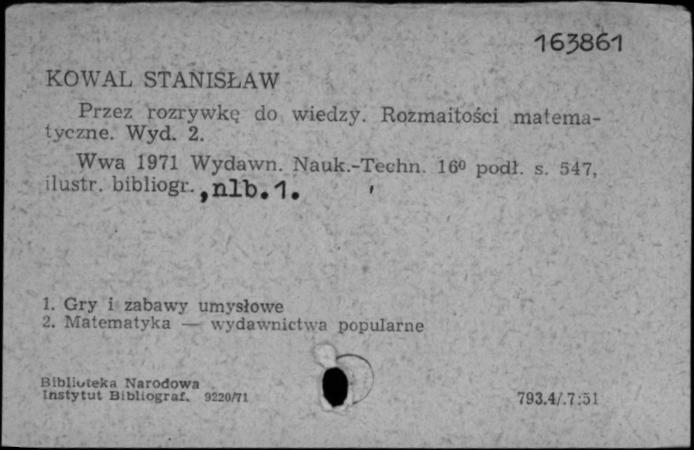 163861
KOWAL STANISŁAW
Przez rozrywkę do wiedzy. Rozmaitości matema-
tyczne. Wyd. 2.
Wwa 1971 Wydawn. Nauk.-Techn. 16⁰ podł. s. 547,
ilustr. bibliogr. ,nlb.1.
1. Gry i zabawy umysłowe
2. Matematyka — wydawnictwa popularne
Biblioteka Narodowa
Instytut Bibliograf. 9220/71
793.4/.7:51